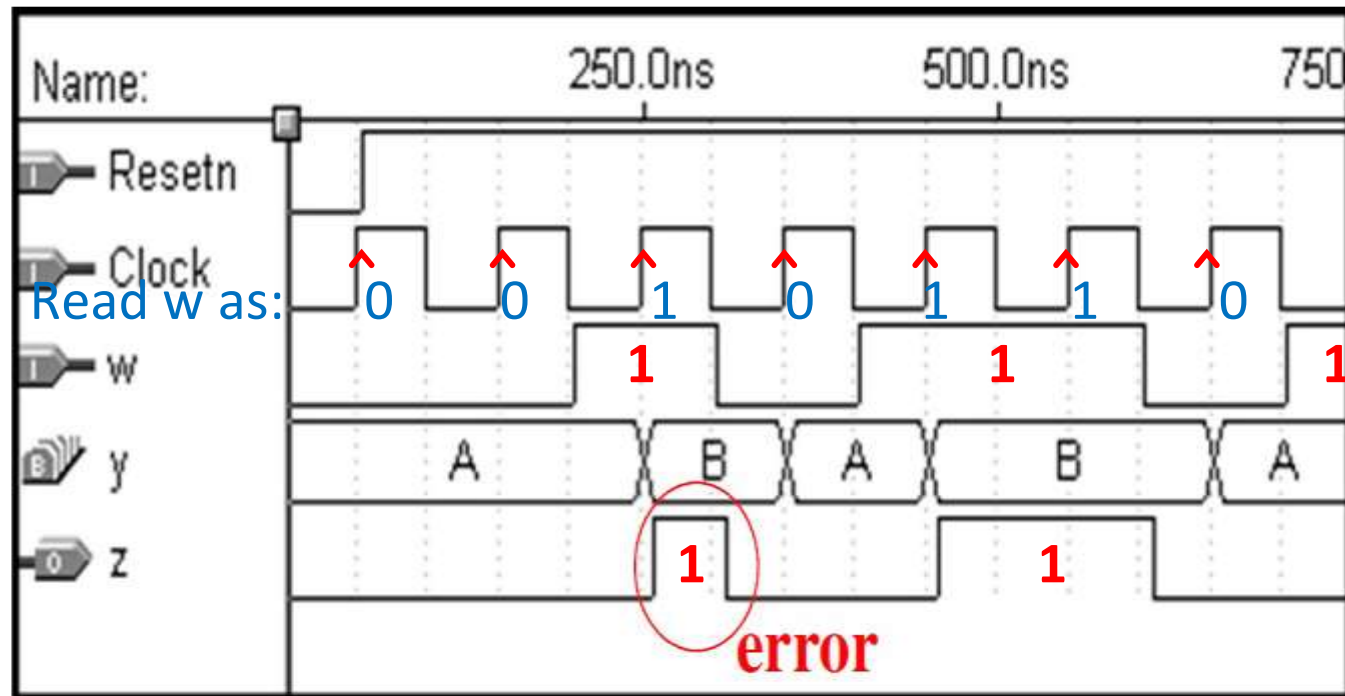 Name: 250.0ns 500.0ns 750
Resetn
Clock
Read w as: 0 0 1 0 1 1 0
w 1 1 1
y A B A B A
z 1 1
error